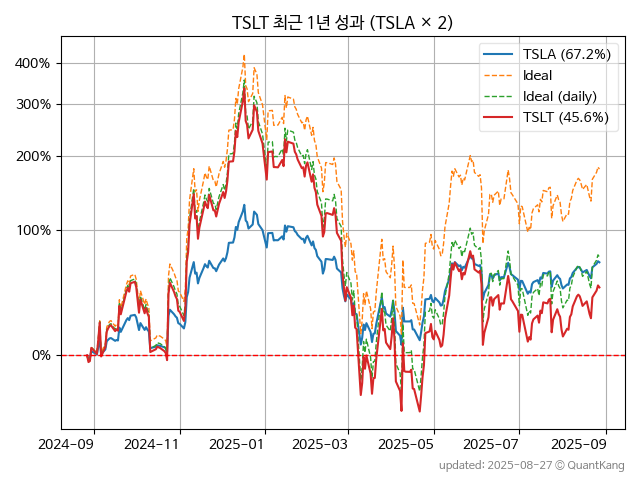 TSLT 최근 1년 성과 (TSLA × 2)
TSLA (67.2%)
Ideal
Ideal (daily)
TSLT (45.6%)
400%
300%
200%
100%
0%
2024-09 2024-11 2025-01 2025-03 2025-05 2025-07 2025-09
updated: 2025-08-27 © QuantKang